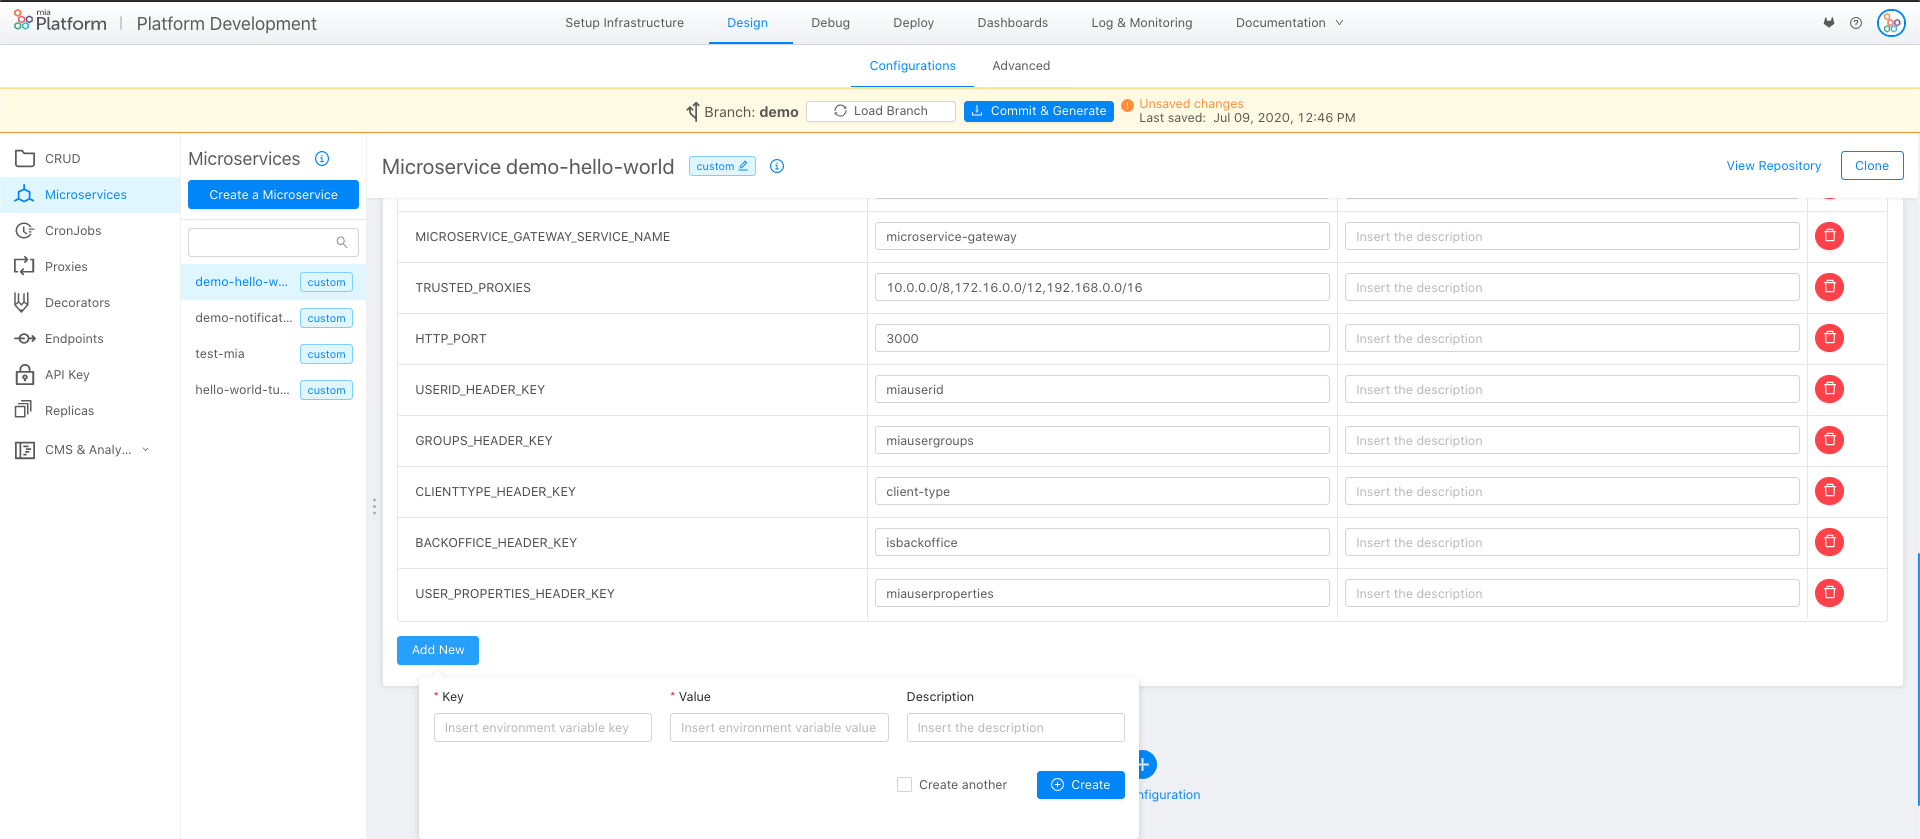 mia
Platform
Platform Development
Setup Infrastructure
Design
Debug
Deploy
Dashboards
Log & Monitoring
Documentation
Configurations
Advanced
Branch: demo
Load Branch
Commit & Generate
Unsaved changes
Last saved: Jul 09, 2020, 12:46 PM
CRUD
Microservices
CronJobs
Proxies
Decorators
Endpoints
API Key
Replicas
CMS & Analy...
Microservices
Create a Microservice
demo-hello-w... custom
demo-notificat... custom
test-mia custom
hello-world-tu... custom
Microservice demo-hello-world custom
View Repository
Clone
MICROSERVICE_GATEWAY_SERVICE_NAME microservice-gateway Insert the description
TRUSTED_PROXIES 10.0.0.0/8,172.16.0.0/12,192.168.0.0/16 Insert the description
HTTP_PORT 3000 Insert the description
USERID_HEADER_KEY miauserid Insert the description
GROUPS_HEADER_KEY miausergroups Insert the description
CLIENTTYPE_HEADER_KEY client-type Insert the description
BACKOFFICE_HEADER_KEY isbackoffice Insert the description
USER_PROPERTIES_HEADER_KEY miauserproperties Insert the description
Add New
* Key * Value Description
Insert environment variable key Insert environment variable value Insert the description
Create another
Create
nfiguration